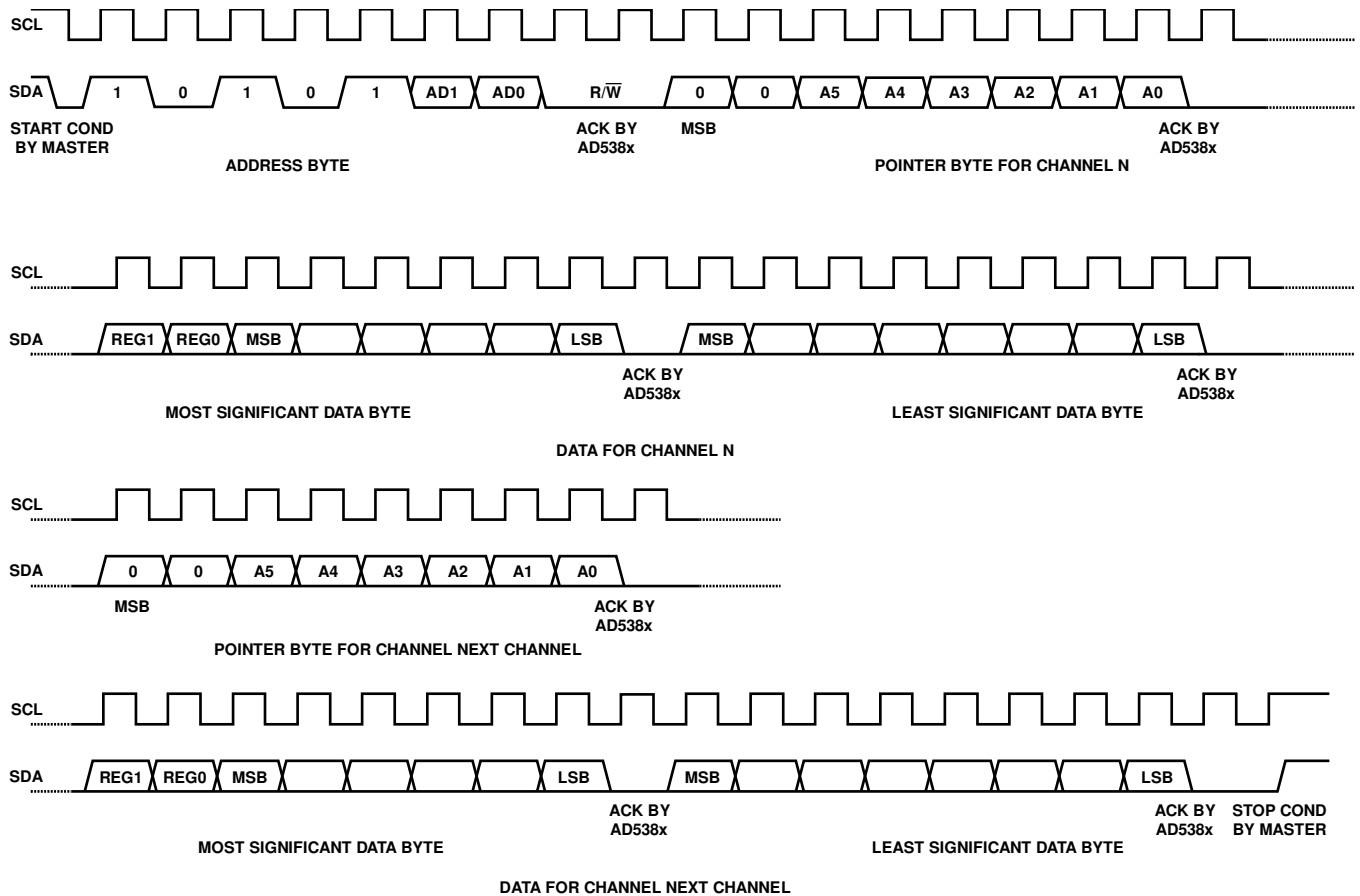 SCL
SDA 1 0 1 0 1 AD1 AD0 R/W̅ 0 0 A5 A4 A3 A2 A1 A0
START COND BY MASTER
ACK BY AD538x
MSB
ACK BY AD538x
ADDRESS BYTE
POINTER BYTE FOR CHANNEL N
SCL
SDA REG1 REG0 MSB LSB MSB LSB
ACK BY AD538x
ACK BY AD538x
MOST SIGNIFICANT DATA BYTE
LEAST SIGNIFICANT DATA BYTE
DATA FOR CHANNEL N
SCL
SDA 0 0 A5 A4 A3 A2 A1 A0
MSB
ACK BY AD538x
POINTER BYTE FOR CHANNEL NEXT CHANNEL
SCL
SDA REG1 REG0 MSB LSB MSB LSB
ACK BY AD538x
ACK BY AD538x
STOP COND BY MASTER
MOST SIGNIFICANT DATA BYTE
LEAST SIGNIFICANT DATA BYTE
DATA FOR CHANNEL NEXT CHANNEL